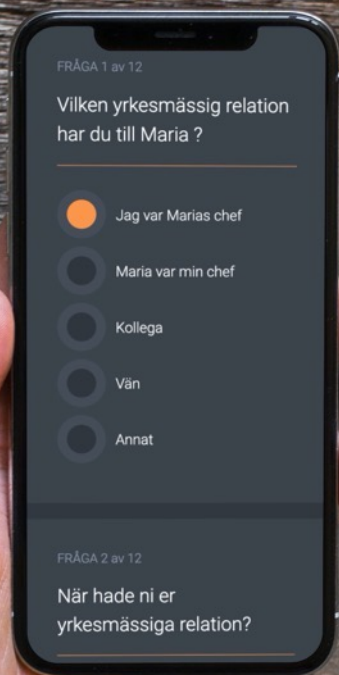 FRÅGA 1 av 12
Vilken yrkesmässig relation
har du till Maria ?
Jag var Marias chef
Maria var min chef
Kollega
Vän
Annat
FRÅGA 2 av 12
När hade ni er
yrkesmässiga relation?